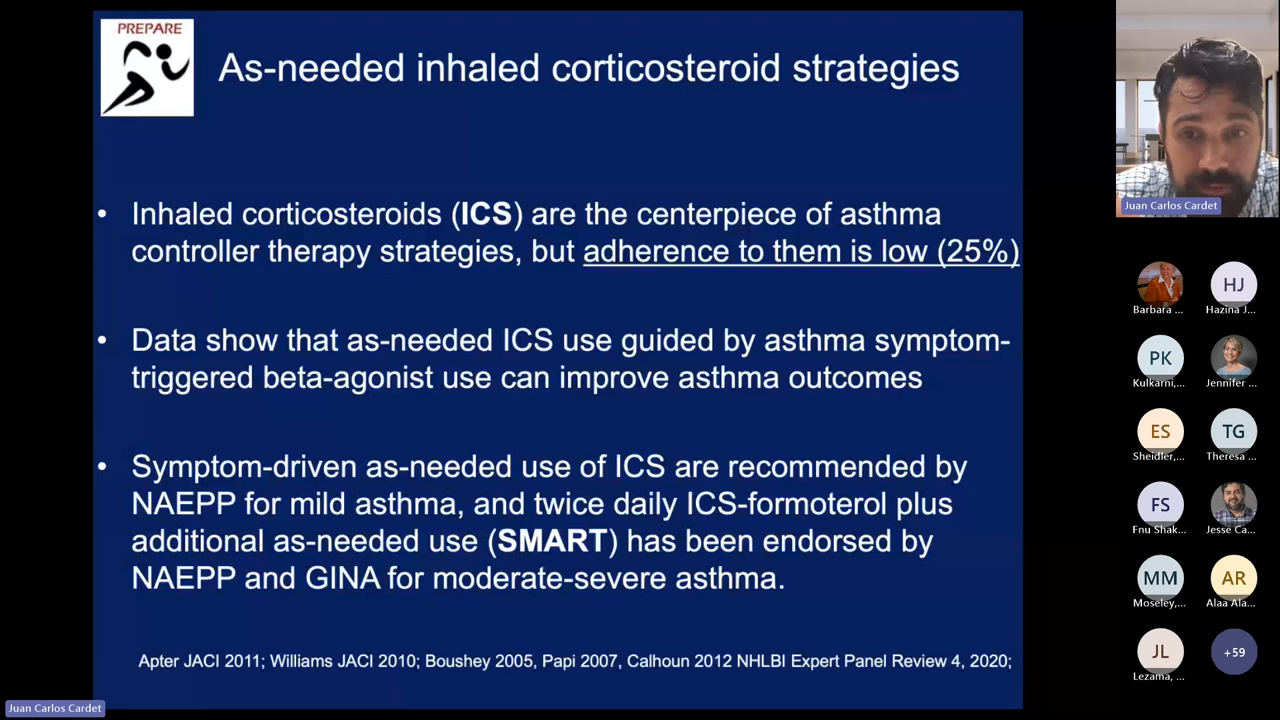 PREPARE
As-needed inhaled corticosteroid strategies
• Inhaled corticosteroids (ICS) are the centerpiece of asthma
controller therapy strategies, but adherence to them is low (25%)
• Data show that as-needed ICS use guided by asthma symptom-
triggered beta-agonist use can improve asthma outcomes
• Symptom-driven as-needed use of ICS are recommended by
NAEPP for mild asthma, and twice daily ICS-formoterol plus
additional as-needed use (SMART) has been endorsed by
NAEPP and GINA for moderate-severe asthma.
Apter JACI 2011; Williams JACI 2010; Boushey 2005, Papi 2007, Calhoun 2012 NHLBI Expert Panel Review 4, 2020;
Juan Carlos Cardet
Juan Carlos Cardet
Barbara ...
HJ
Hazina J...
PK
Kulkarni,...
Jennifer ...
ES
Sheidler,...
TG
Theresa ...
FS
Fnu Shak...
Jesse Ca...
MM
Moseley,...
AR
Alaa Ala...
JL
Lezama, ...
+59